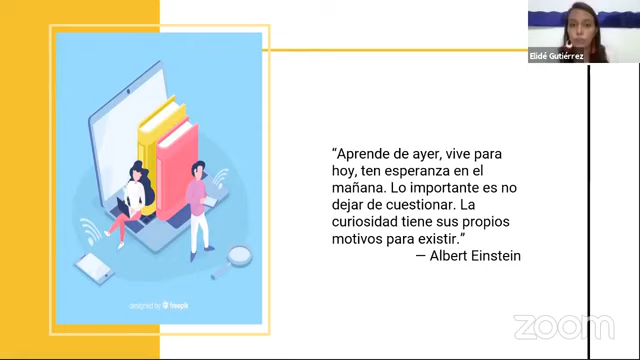 Elidé Gutiérrez
“Aprende de ayer, vive para
hoy, ten esperanza en el
mañana. Lo importante es no
dejar de cuestionar. La
curiosidad tiene sus propios
motivos para existir.”
— Albert Einstein
designed by freepik
zoom